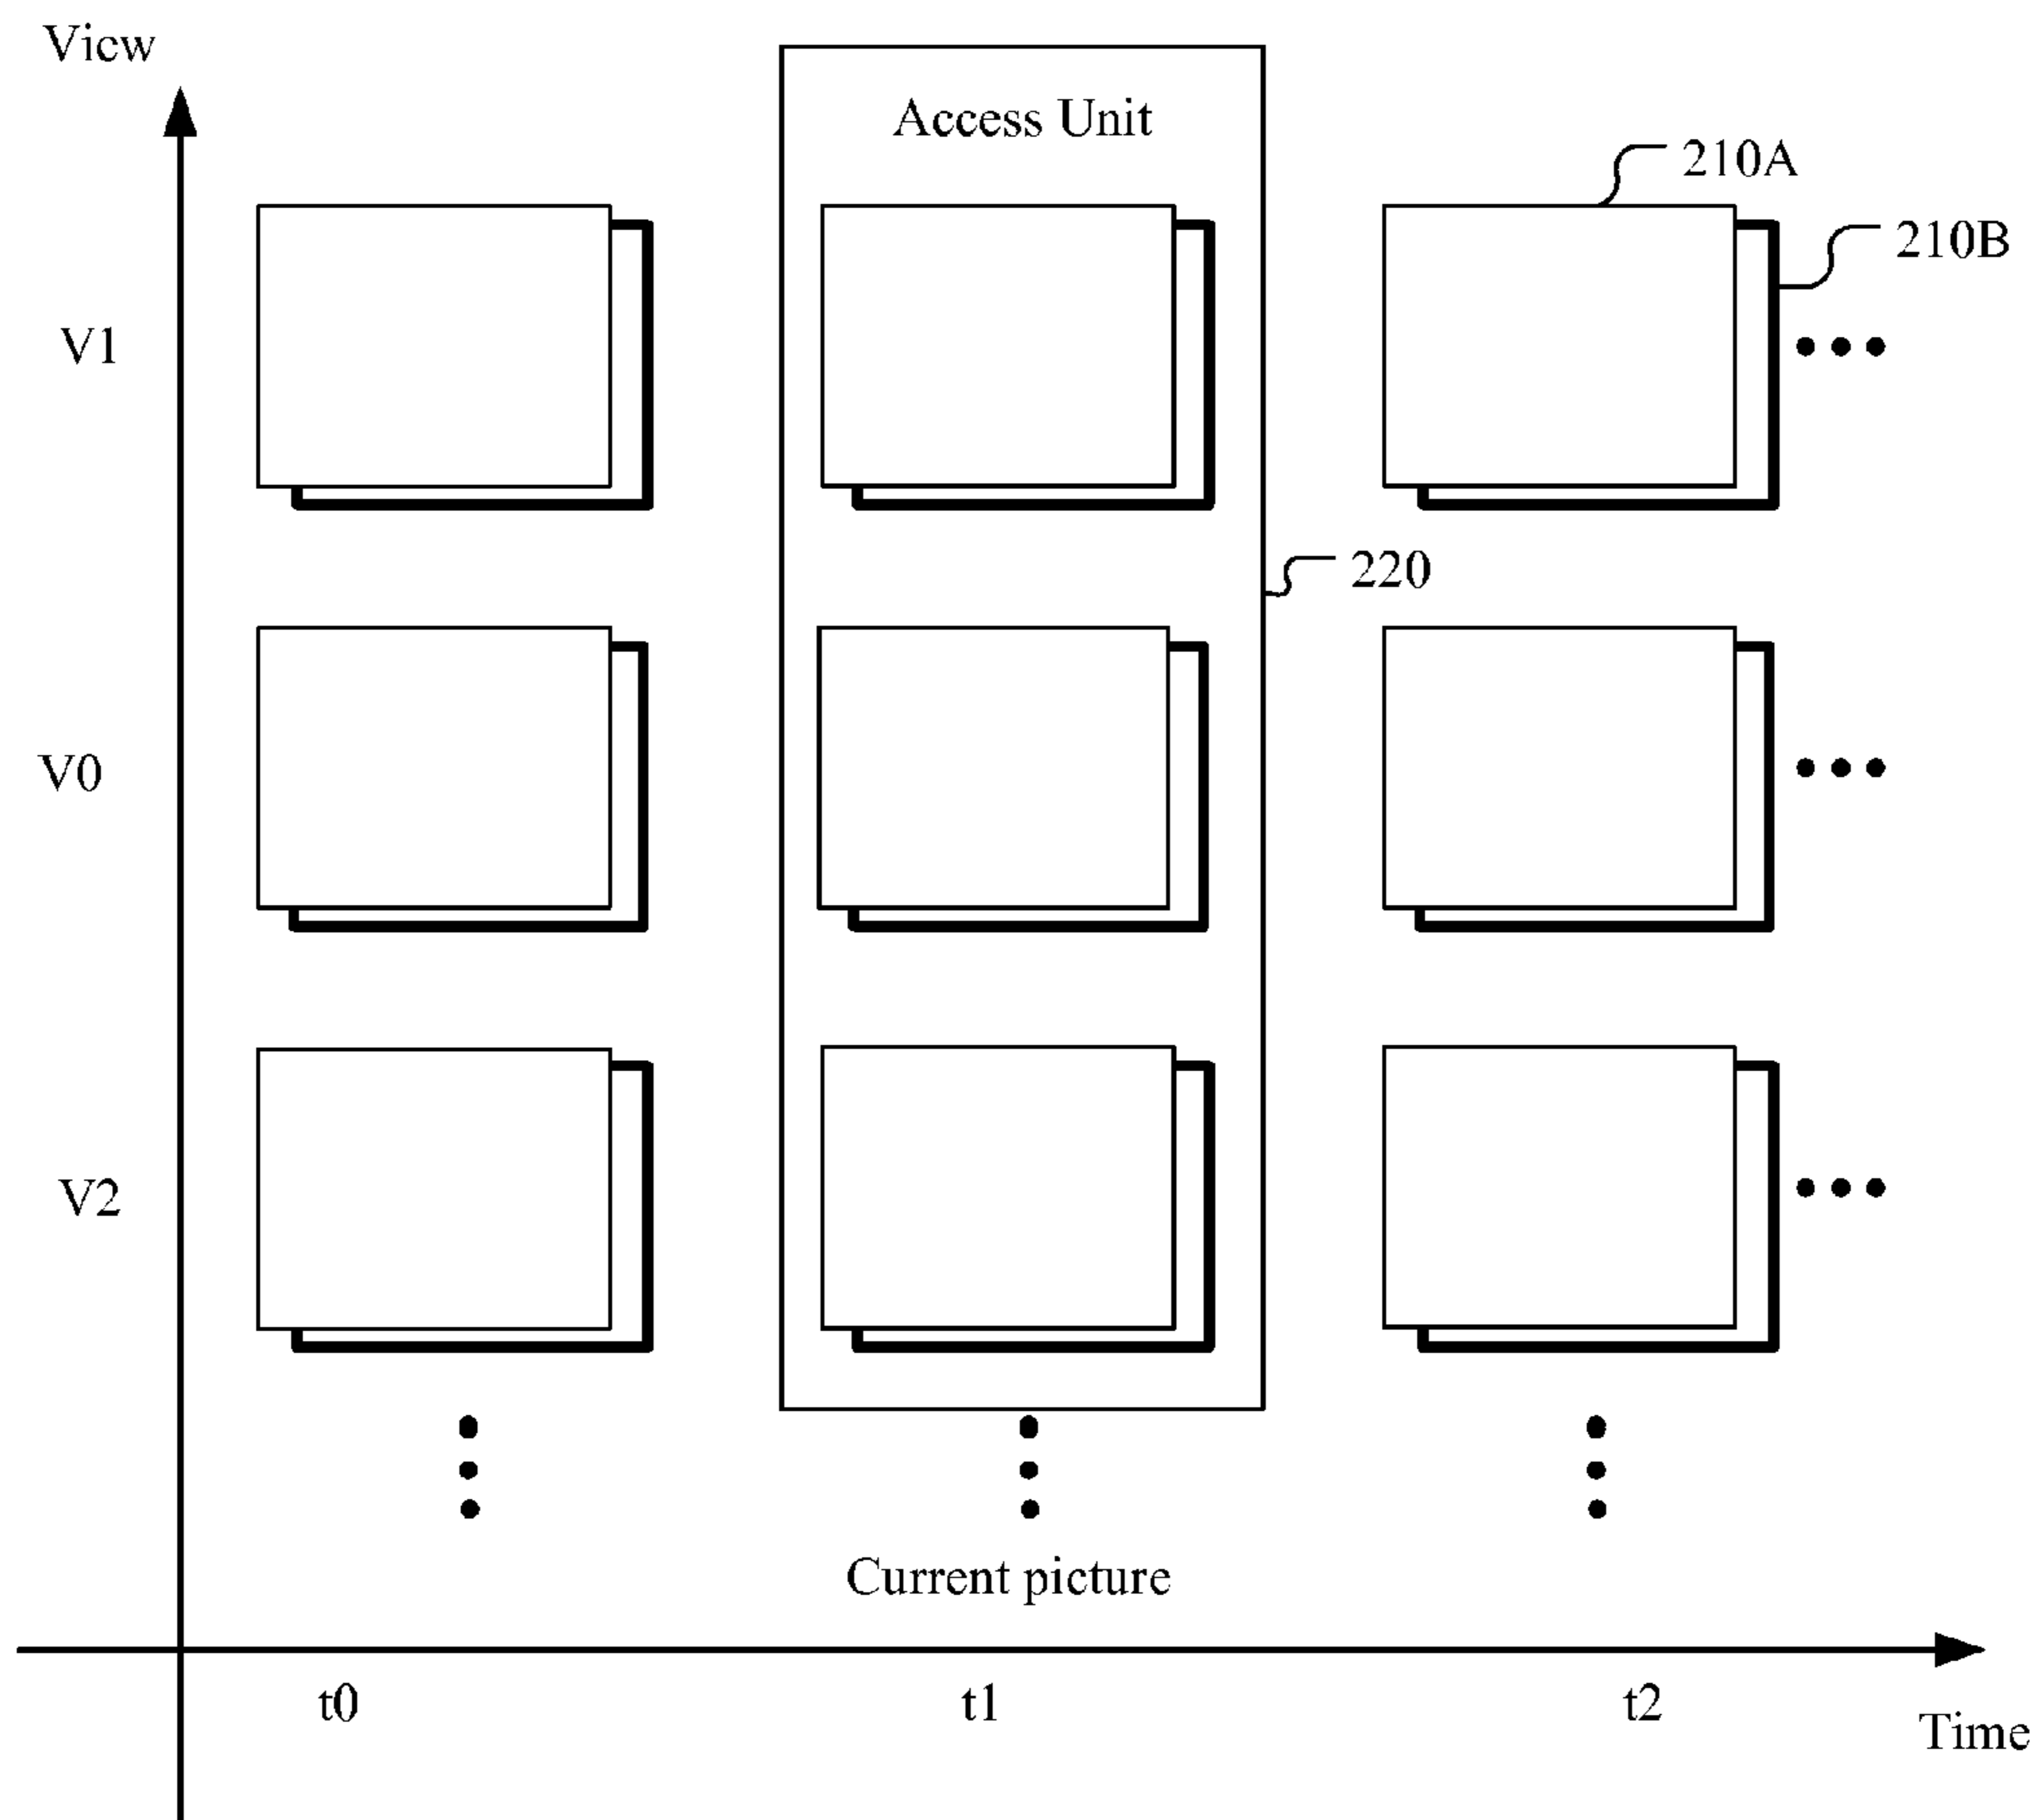 View
Access Unit
210A
210B
V1
220
V0
V2
Current picture
t0
t1
t2
Time